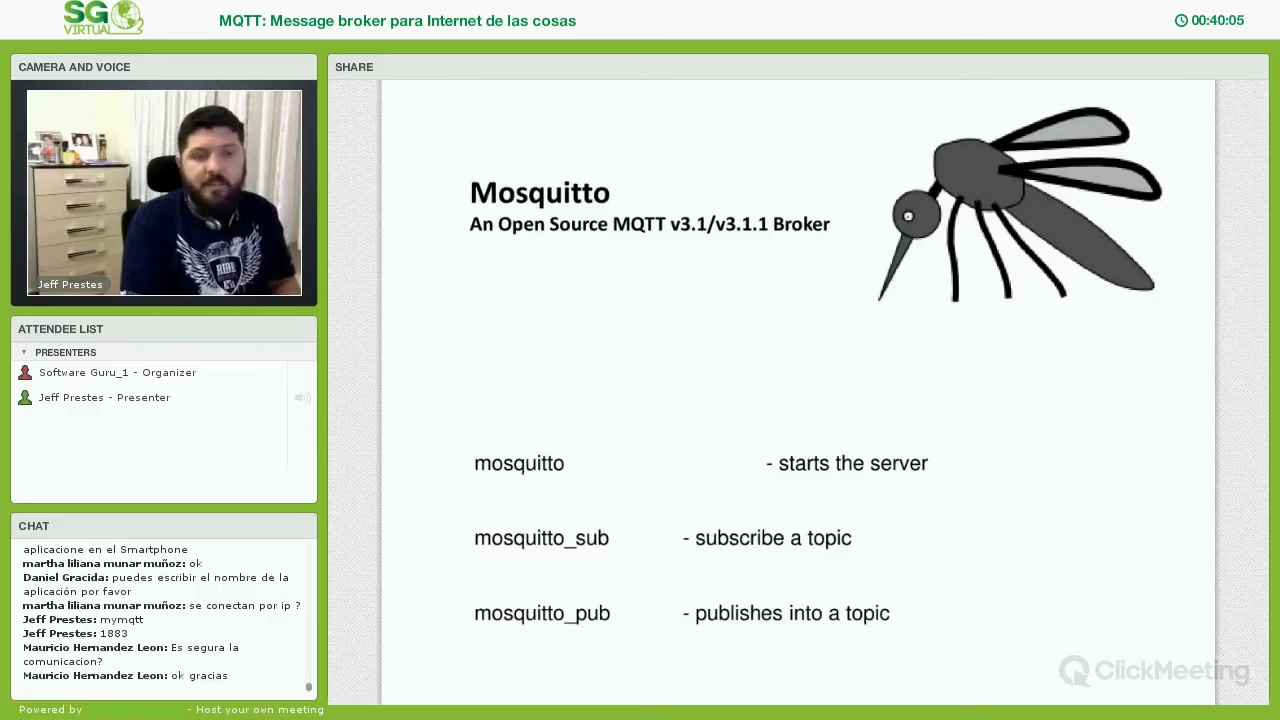 SG
VIRTUAL
MQTT: Message broker para Internet de las cosas
00:40:05
CAMERA AND VOICE
Jeff Prestes
ATTENDEE LIST
PRESENTERS
Software Guru_1 - Organizer
Jeff Prestes - Presenter
CHAT
aplicacione en el Smartphone
martha liliana munar muñoz: ok
Daniel Gracida: puedes escribir el nombre de la
aplicación por favor
martha liliana munar muñoz: se conectan por ip ?
Jeff Prestes: mymqtt
Jeff Prestes: 1883
Mauricio Hernandez Leon: Es segura la
comunicacion?
Mauricio Hernandez Leon: ok gracias
Powered by - Host your own meeting
SHARE
Mosquitto
An Open Source MQTT v3.1/v3.1.1 Broker
mosquitto - starts the server
mosquitto_sub - subscribe a topic
mosquitto_pub - publishes into a topic
ClickMeeting